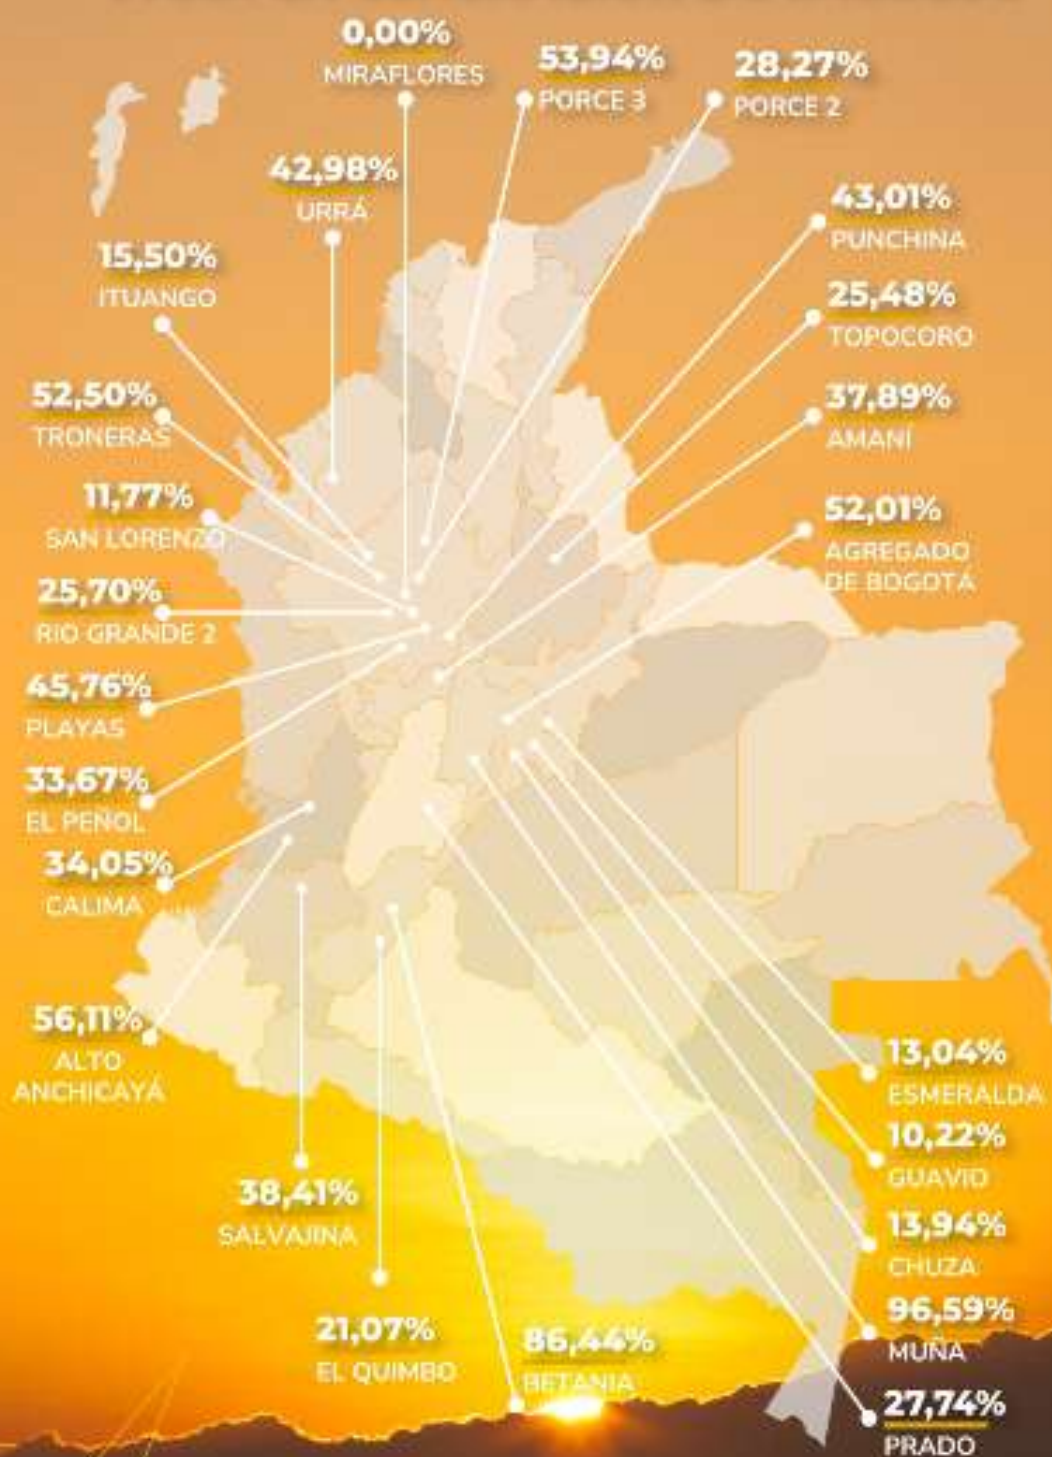 0,00%
MIRAFLORES
53,94%
PORCE 3
28,27%
PORCE 2
42,98%
URRÁ
43,01%
PUNCHINA
15,50%
ITUANGO
25,48%
TOPOCORO
52,50%
TRONERAS
37,89%
AMANÍ
11,77%
SAN LORENZO
52,01%
AGREGADO
DE BOGOTÁ
25,70%
RIO GRANDE 2
45,76%
PLAYAS
33,67%
EL PEÑOL
34,05%
CALIMA
56,11%
ALTO
ANCHICAYÁ
13,04%
ESMERALDA
10,22%
GUAVIO
38,41%
SALVAJINA
13,94%
CHUZA
21,07%
EL QUIMBO
86,44%
BETANIA
96,59%
MUÑA
27,74%
PRADO